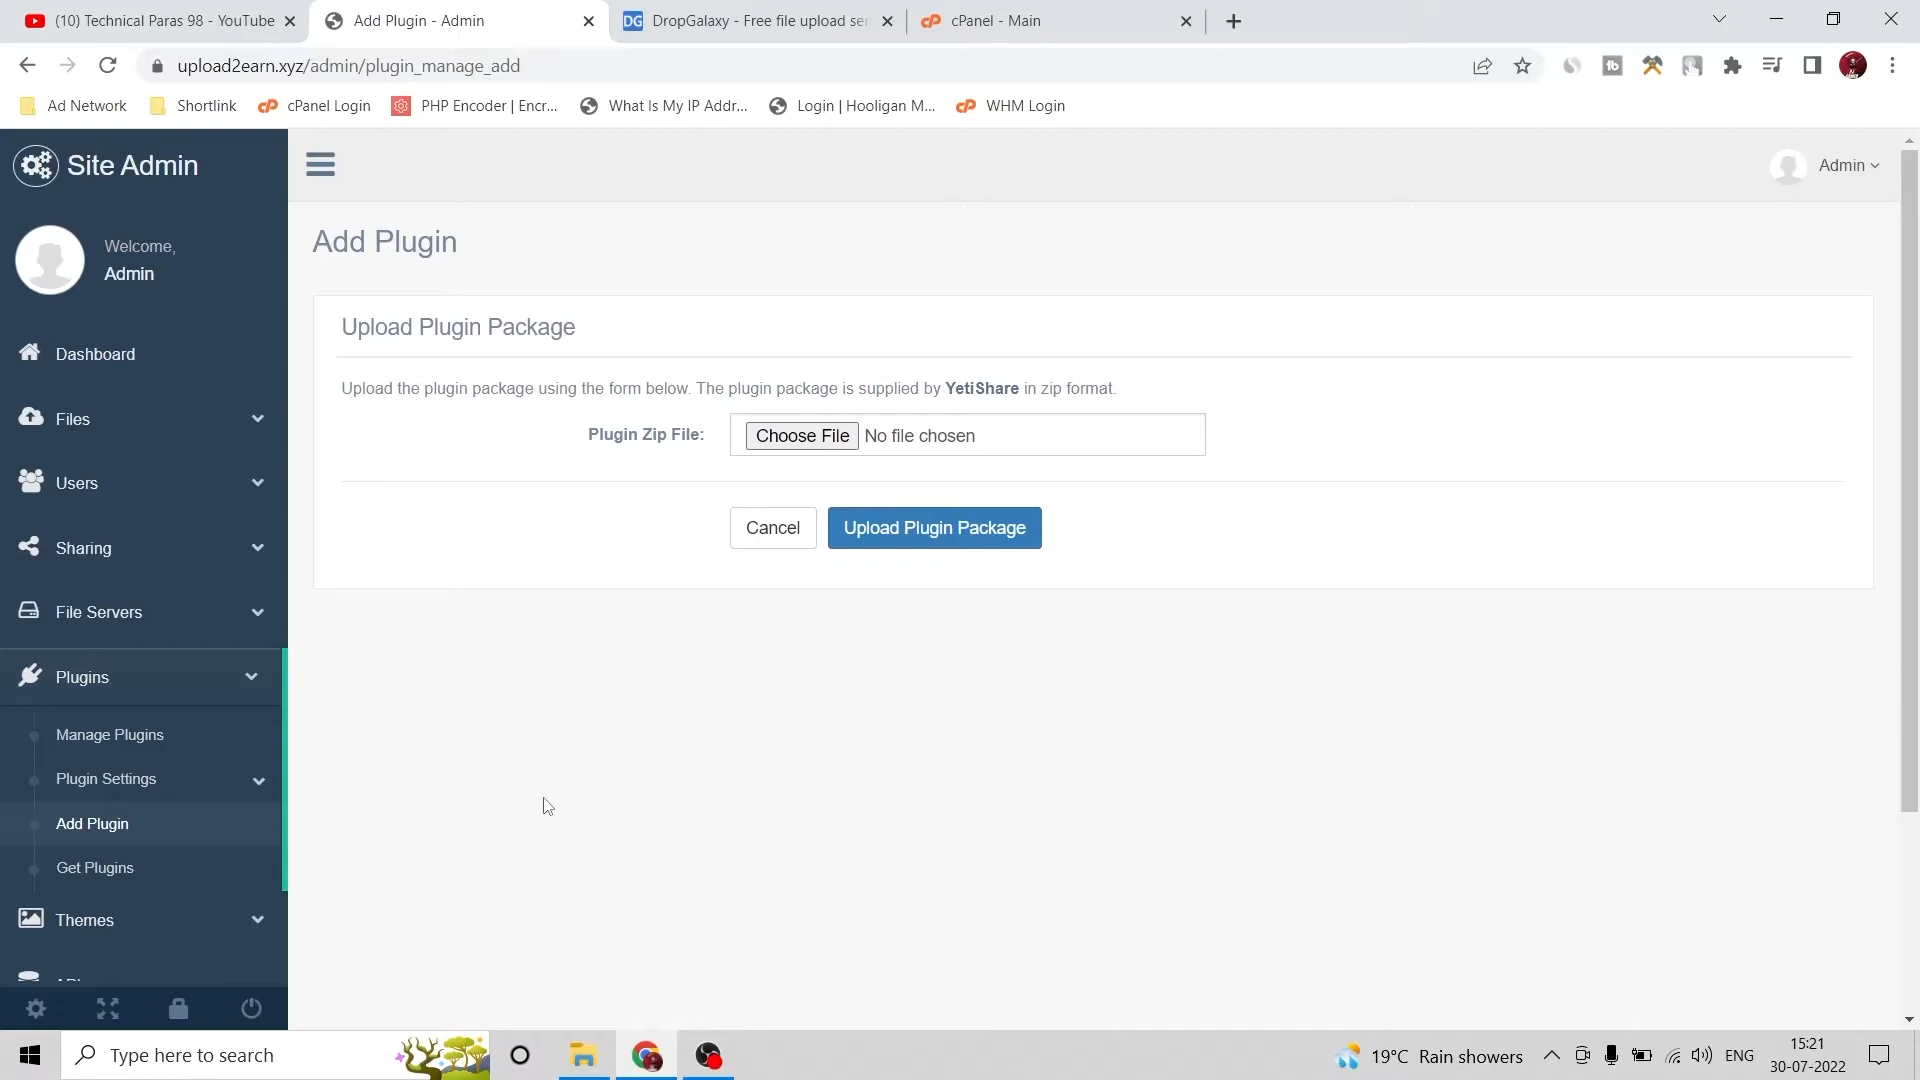 (10) Technical Paras 98 - YouTube
Add Plugin - Admin
DG DropGalaxy - Free file upload se
cPanel - Main
upload2earn.xyz/admin/plugin_manage_add
Ad Network
Shortlink
cPanel Login
PHP Encoder | Encr...
What Is My IP Addr...
Login | Hooligan M...
WHM Login
Site Admin
Admin
Welcome,
Admin
Add Plugin
Upload Plugin Package
Upload the plugin package using the form below. The plugin package is supplied by YetiShare in zip format.
Plugin Zip File: Choose File No file chosen
Cancel Upload Plugin Package
Dashboard
Files
Users
Sharing
File Servers
Plugins
Manage Plugins
Plugin Settings
Add Plugin
Get Plugins
Themes
Type here to search
19°C Rain showers
ENG
15:21
30-07-2022